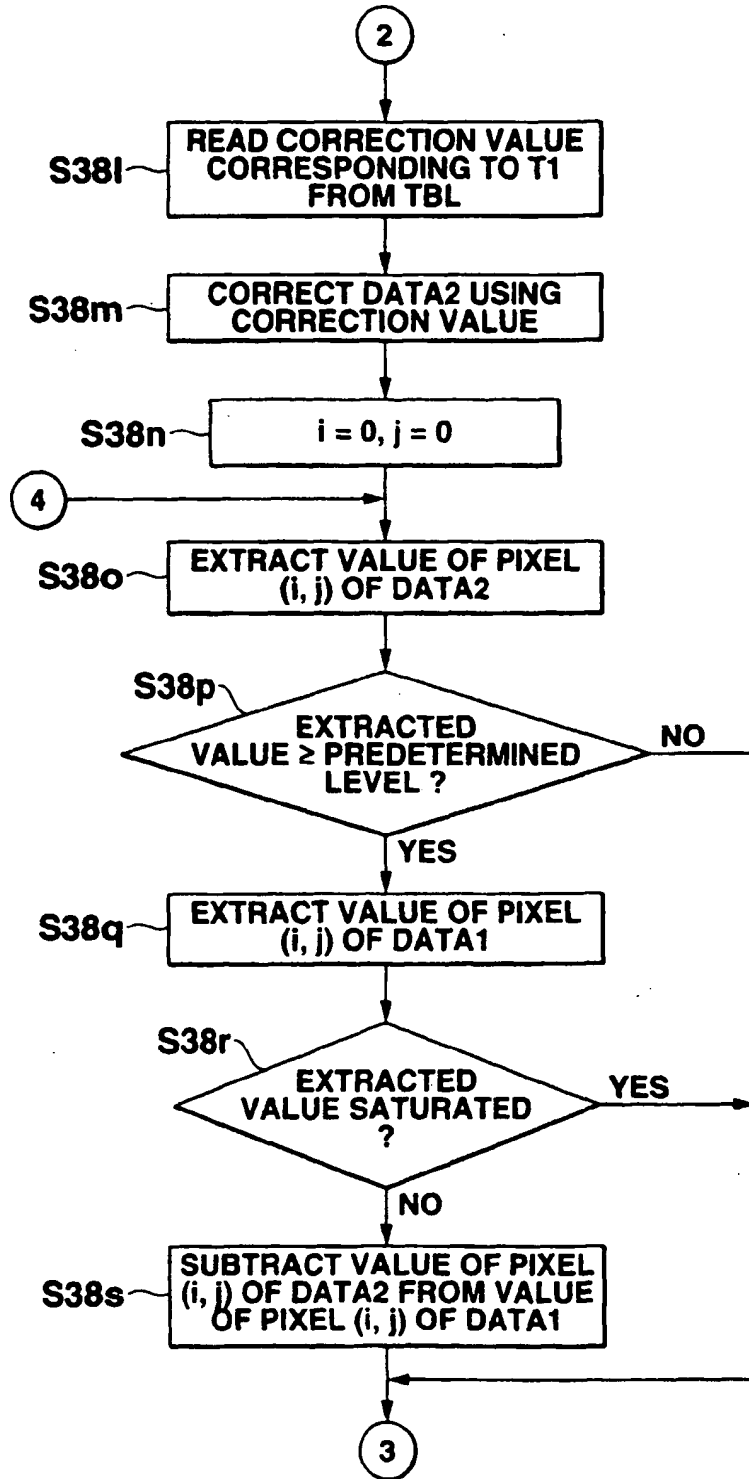 2
S38l
READ CORRECTION VALUE
CORRESPONDING TO T1
FROM TBL
S38m
CORRECT DATA2 USING
CORRECTION VALUE
S38n
i = 0, j = 0
4
S38o
EXTRACT VALUE OF PIXEL
(i, j) OF DATA2
S38p
EXTRACTED
VALUE ≥ PREDETERMINED
LEVEL ?
NO
YES
S38q
EXTRACT VALUE OF PIXEL
(i, j) OF DATA1
S38r
EXTRACTED
VALUE SATURATED
?
YES
NO
S38s
SUBTRACT VALUE OF PIXEL
(i, j) OF DATA2 FROM VALUE
OF PIXEL (i, j) OF DATA1
3